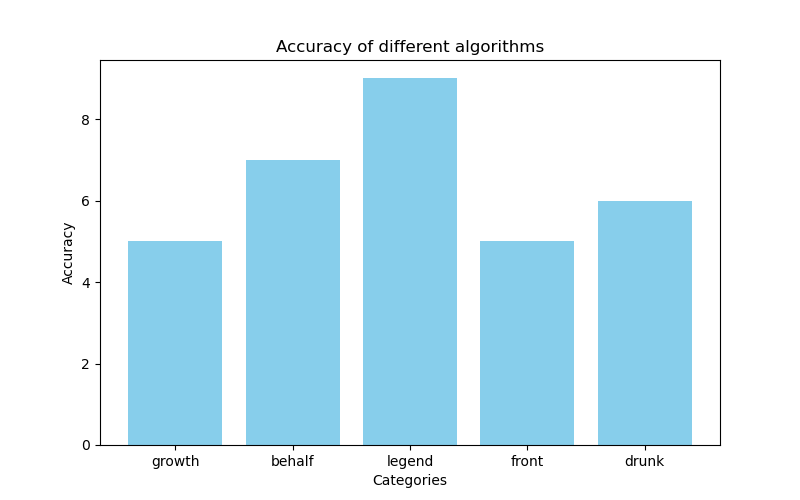 Accuracy of different algorithms
8
6
4
2
0
Accuracy
growth behalf legend front drunk
Categories